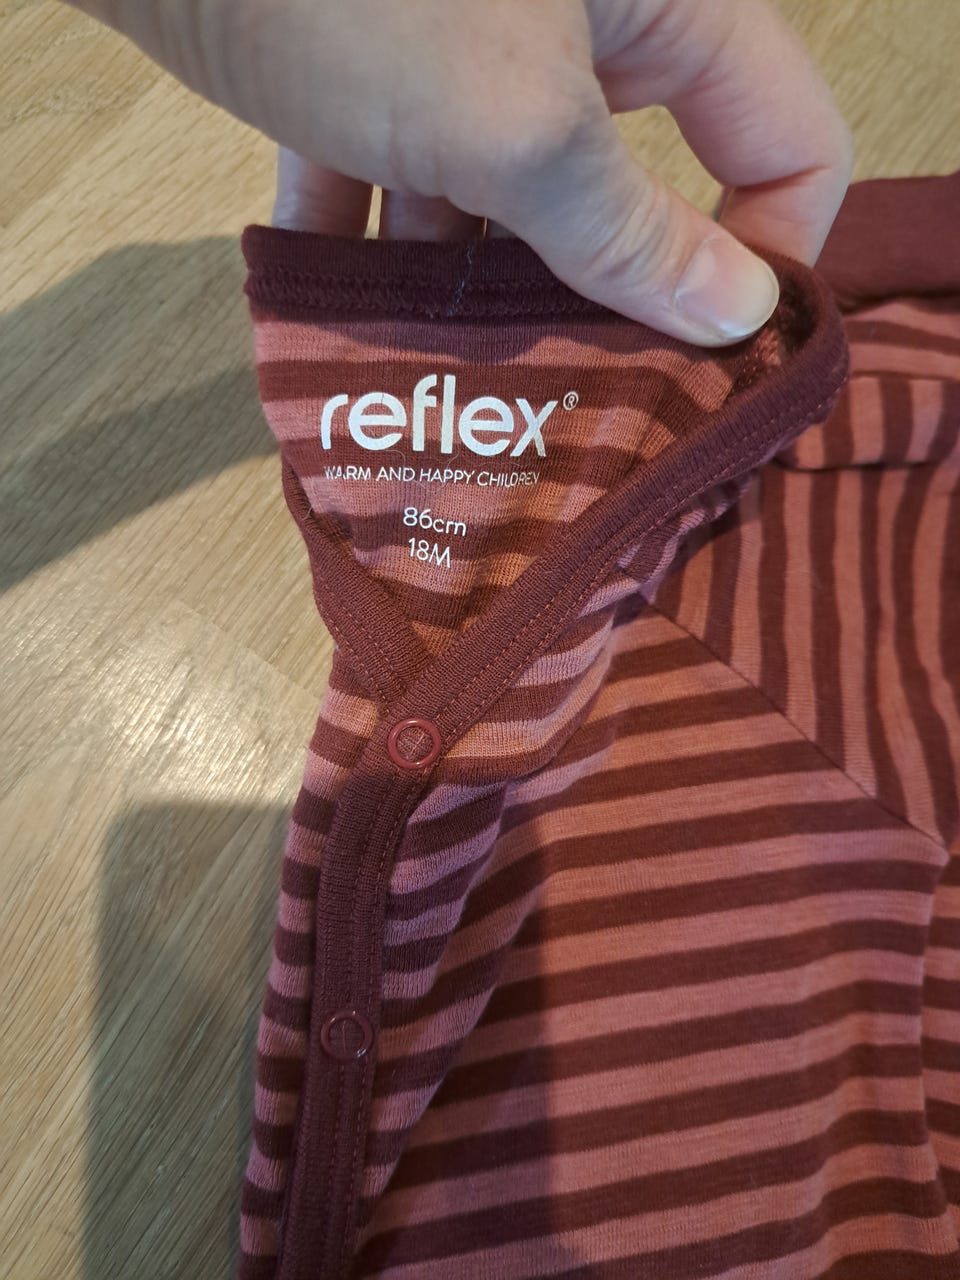 reflex®
WARM AND HAPPY CHILDREN
86cm
18M